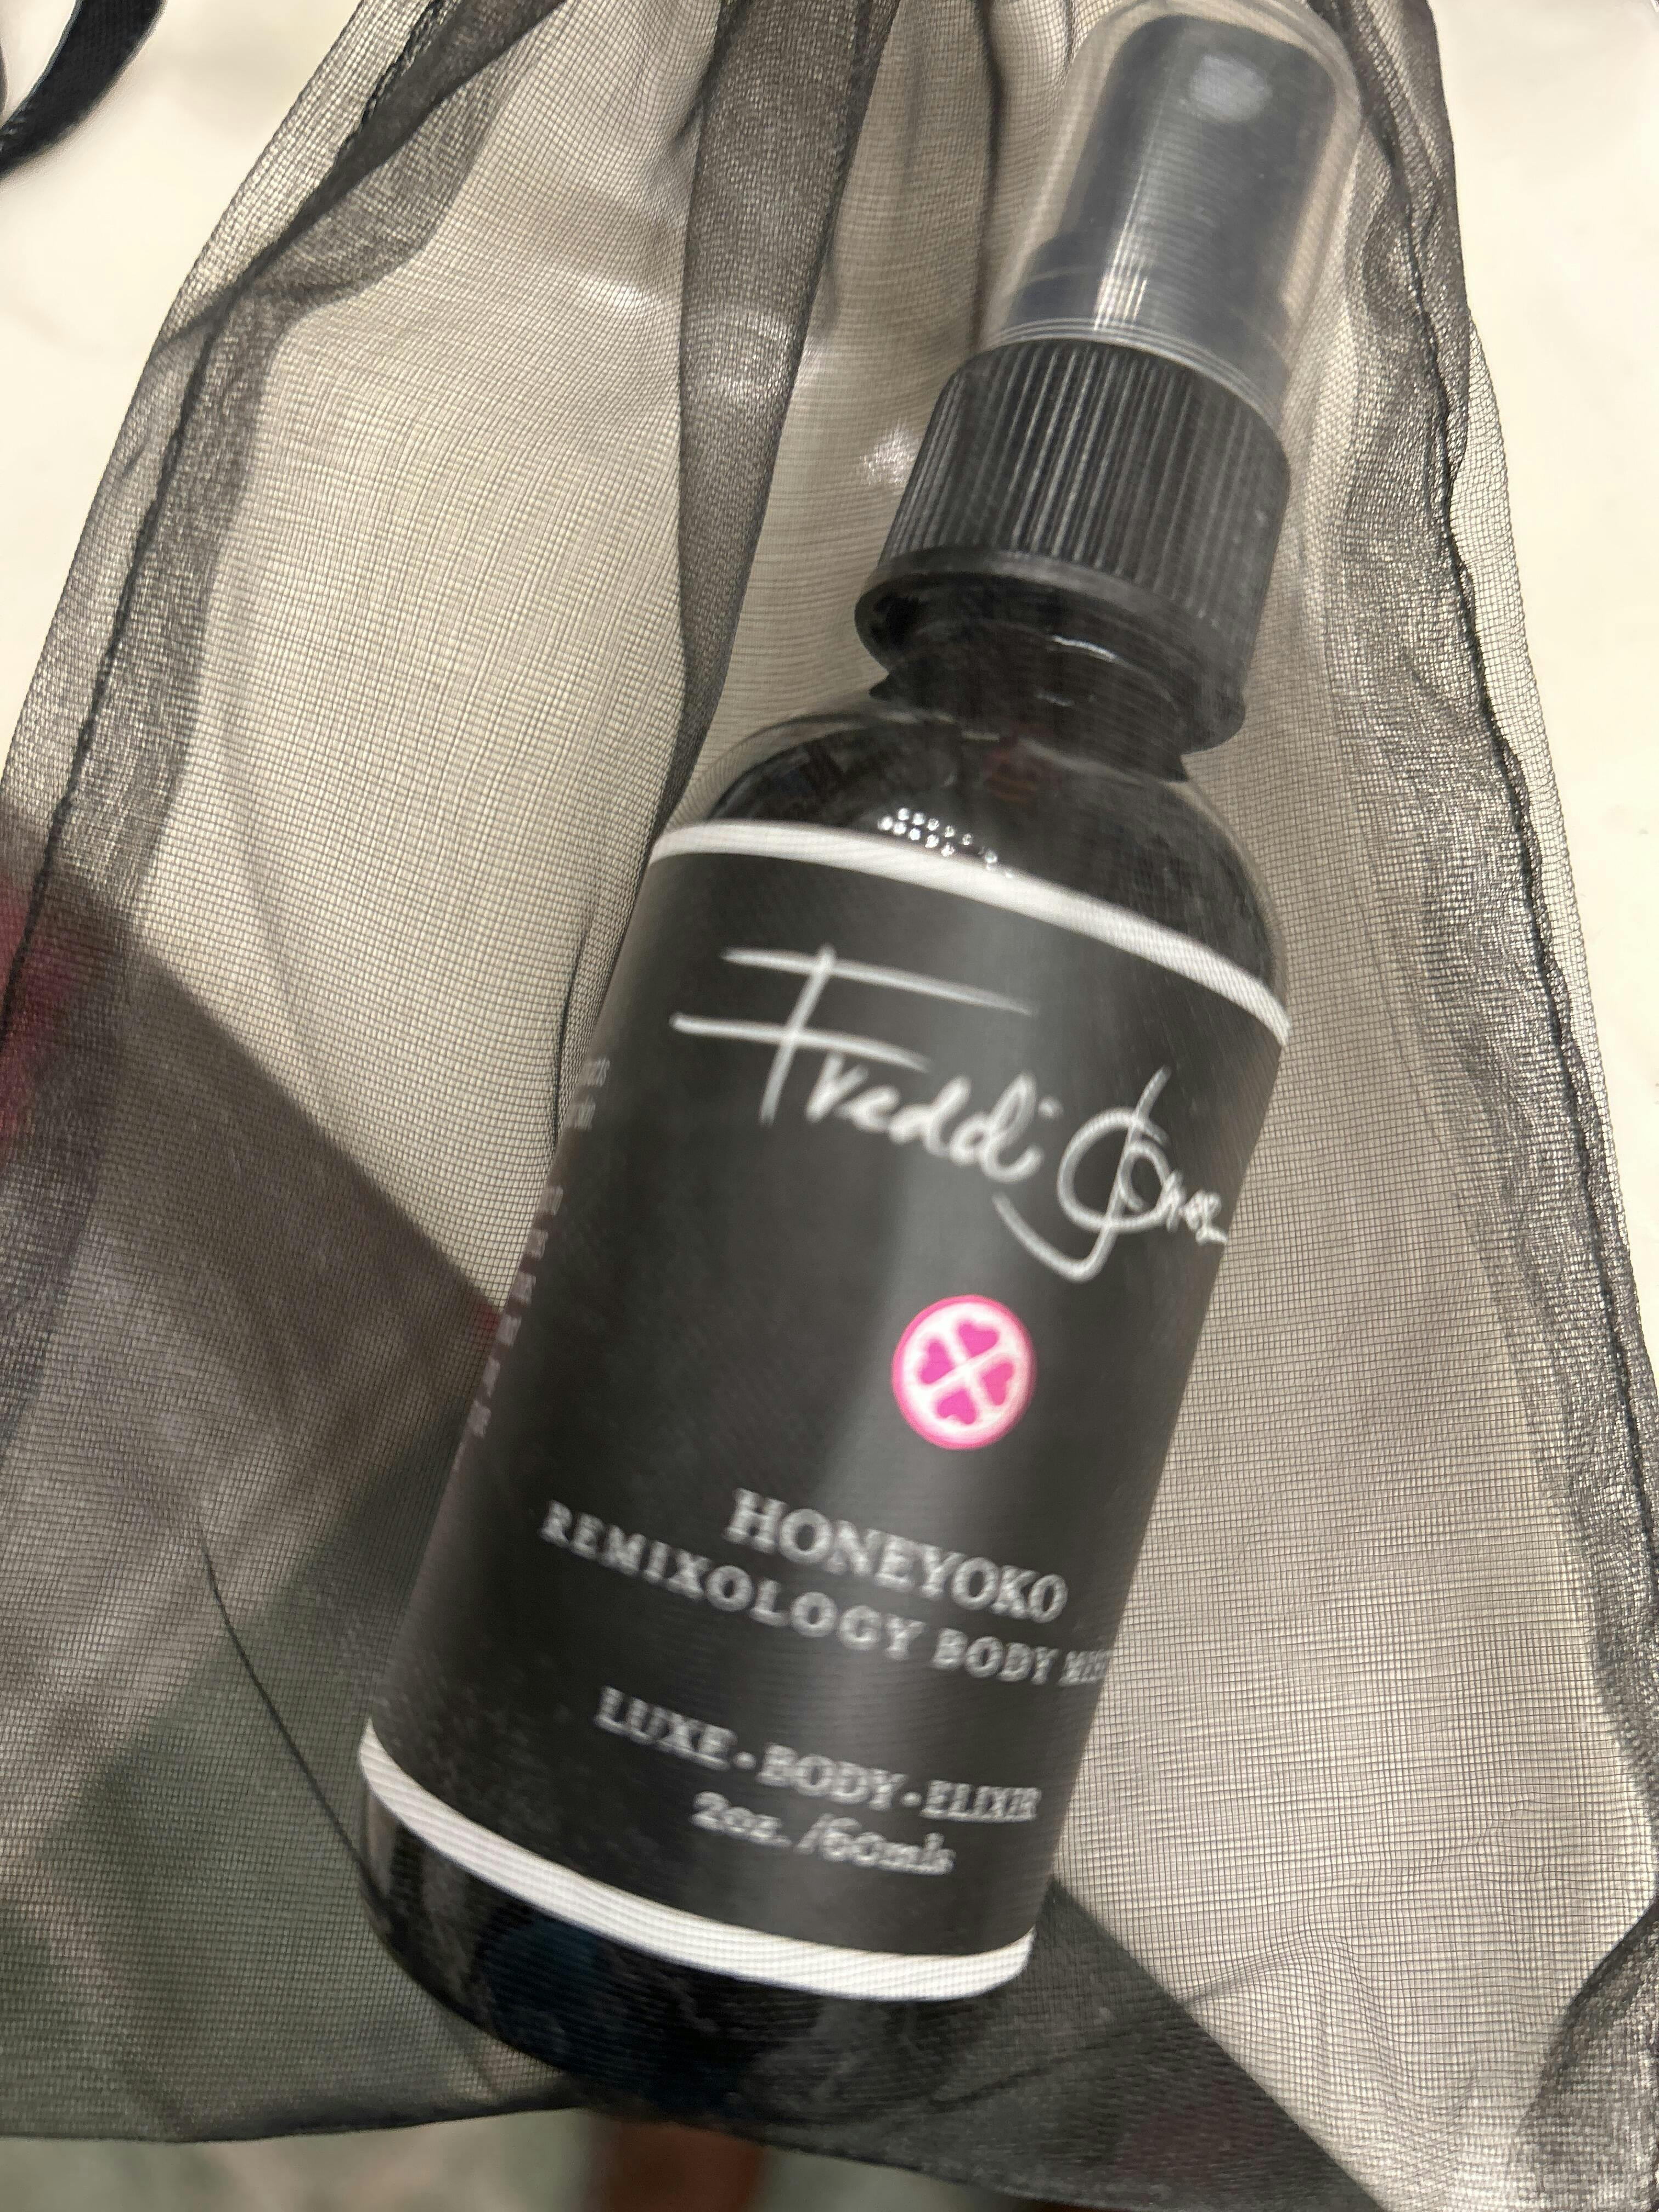 Freddi Jones
HONEYOKO
REMIXOLOGY BODY MIST
LUXE • BODY • ELIXIR
2oz. /60mls